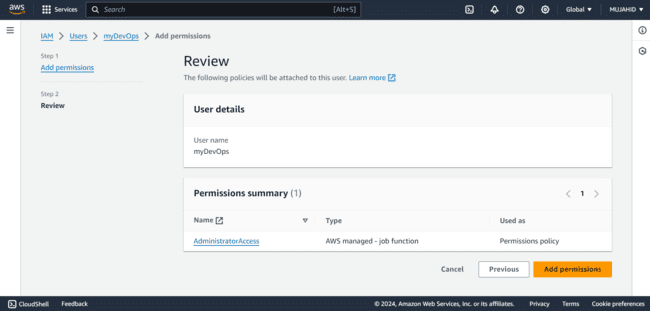 aws Services Search [Alt+S] Global MUJAHID
IAM > Users > myDevOps > Add permissions
Step 1
Add permissions
Step 2
Review
Review
The following policies will be attached to this user. Learn more
User details
User name
myDevOps
Permissions summary (1)
1
Name Type Used as
AdministratorAccess AWS managed - job function Permissions policy
Cancel Previous Add permissions
CloudShell Feedback © 2024, Amazon Web Services, Inc. or its affiliates. Privacy Terms Cookie preferences